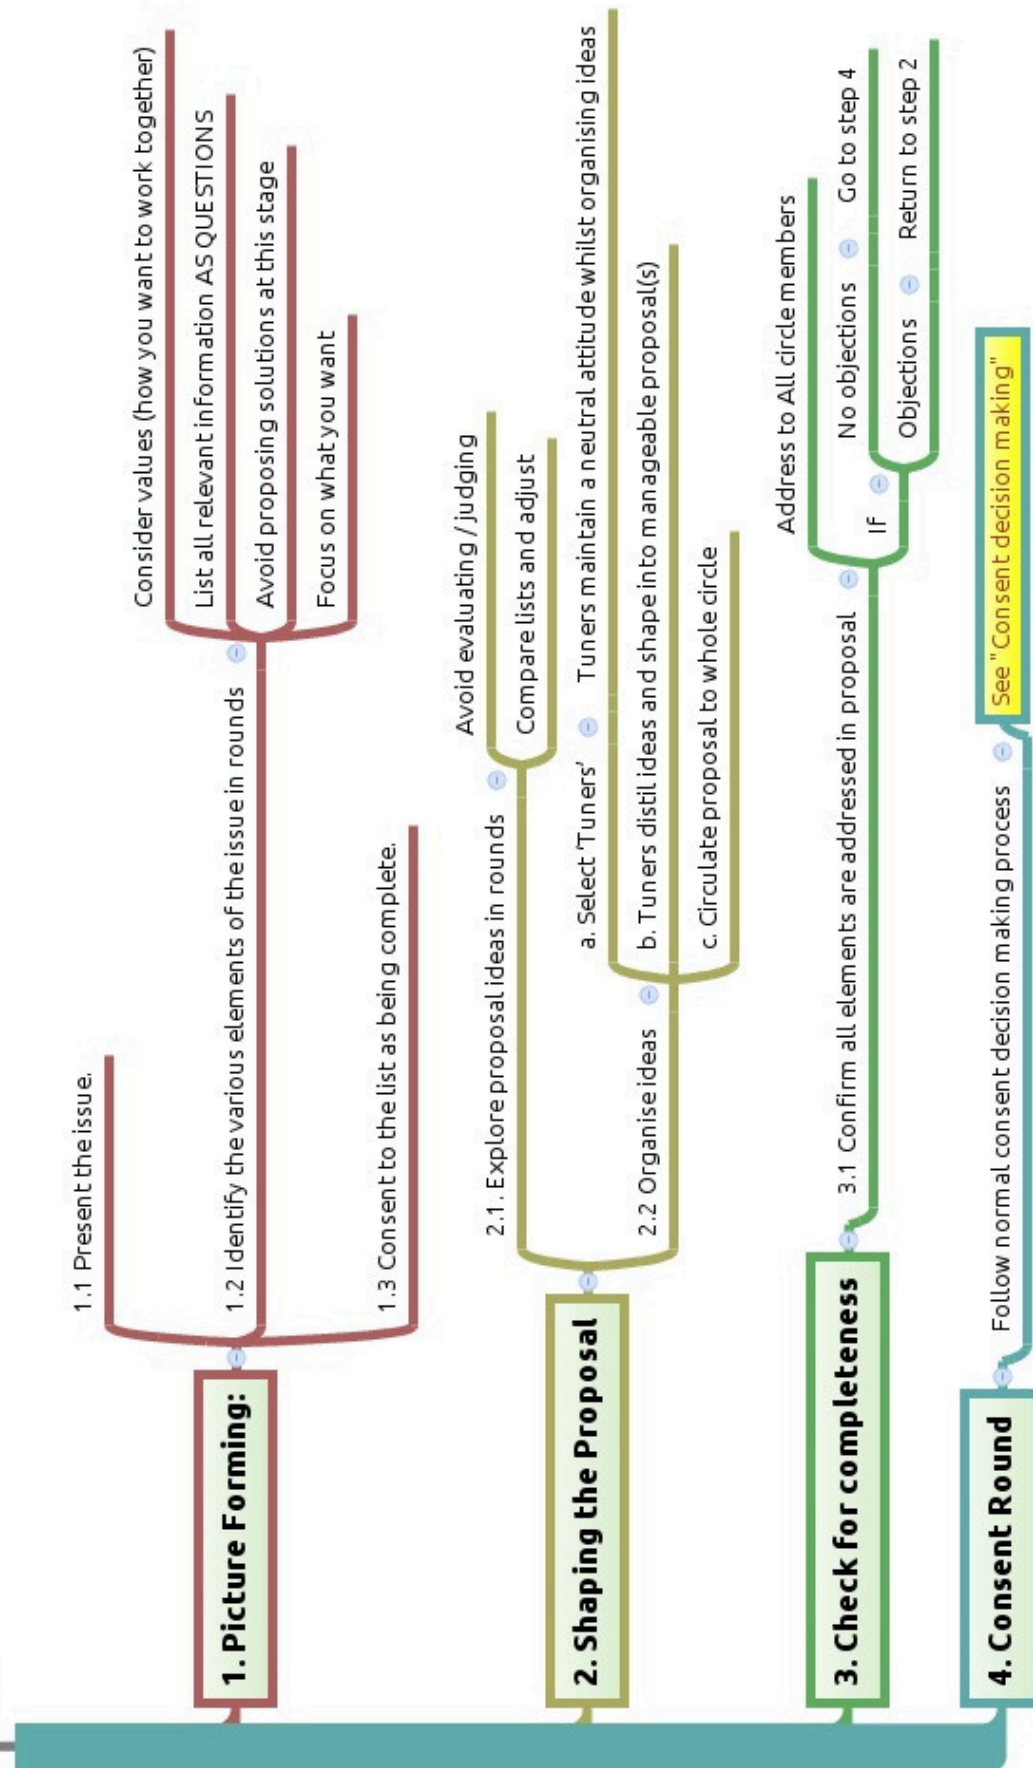 1. Picture Forming:
1.1 Present the issue.
1.2 Identify the various elements of the issue in rounds
Consider values (how you want to work together)
List all relevant information AS QUESTIONS
Avoid proposing solutions at this stage
Focus on what you want
1.3 Consent to the list as being complete.
2. Shaping the Proposal
2.1. Explore proposal ideas in rounds
Avoid evaluating / judging
Compare lists and adjust
2.2 Organise ideas
a. Select ‘Tuners’
Tuners maintain a neutral attitude whilst organising ideas
b. Tuners distil ideas and shape into manageable proposal(s)
c. Circulate proposal to whole circle
3. Check for completeness
3.1 Confirm all elements are addressed in proposal
Address to All circle members
If
No objections
Go to step 4
Objections
Return to step 2
4. Consent Round
Follow normal consent decision making process
See "Consent decision making"